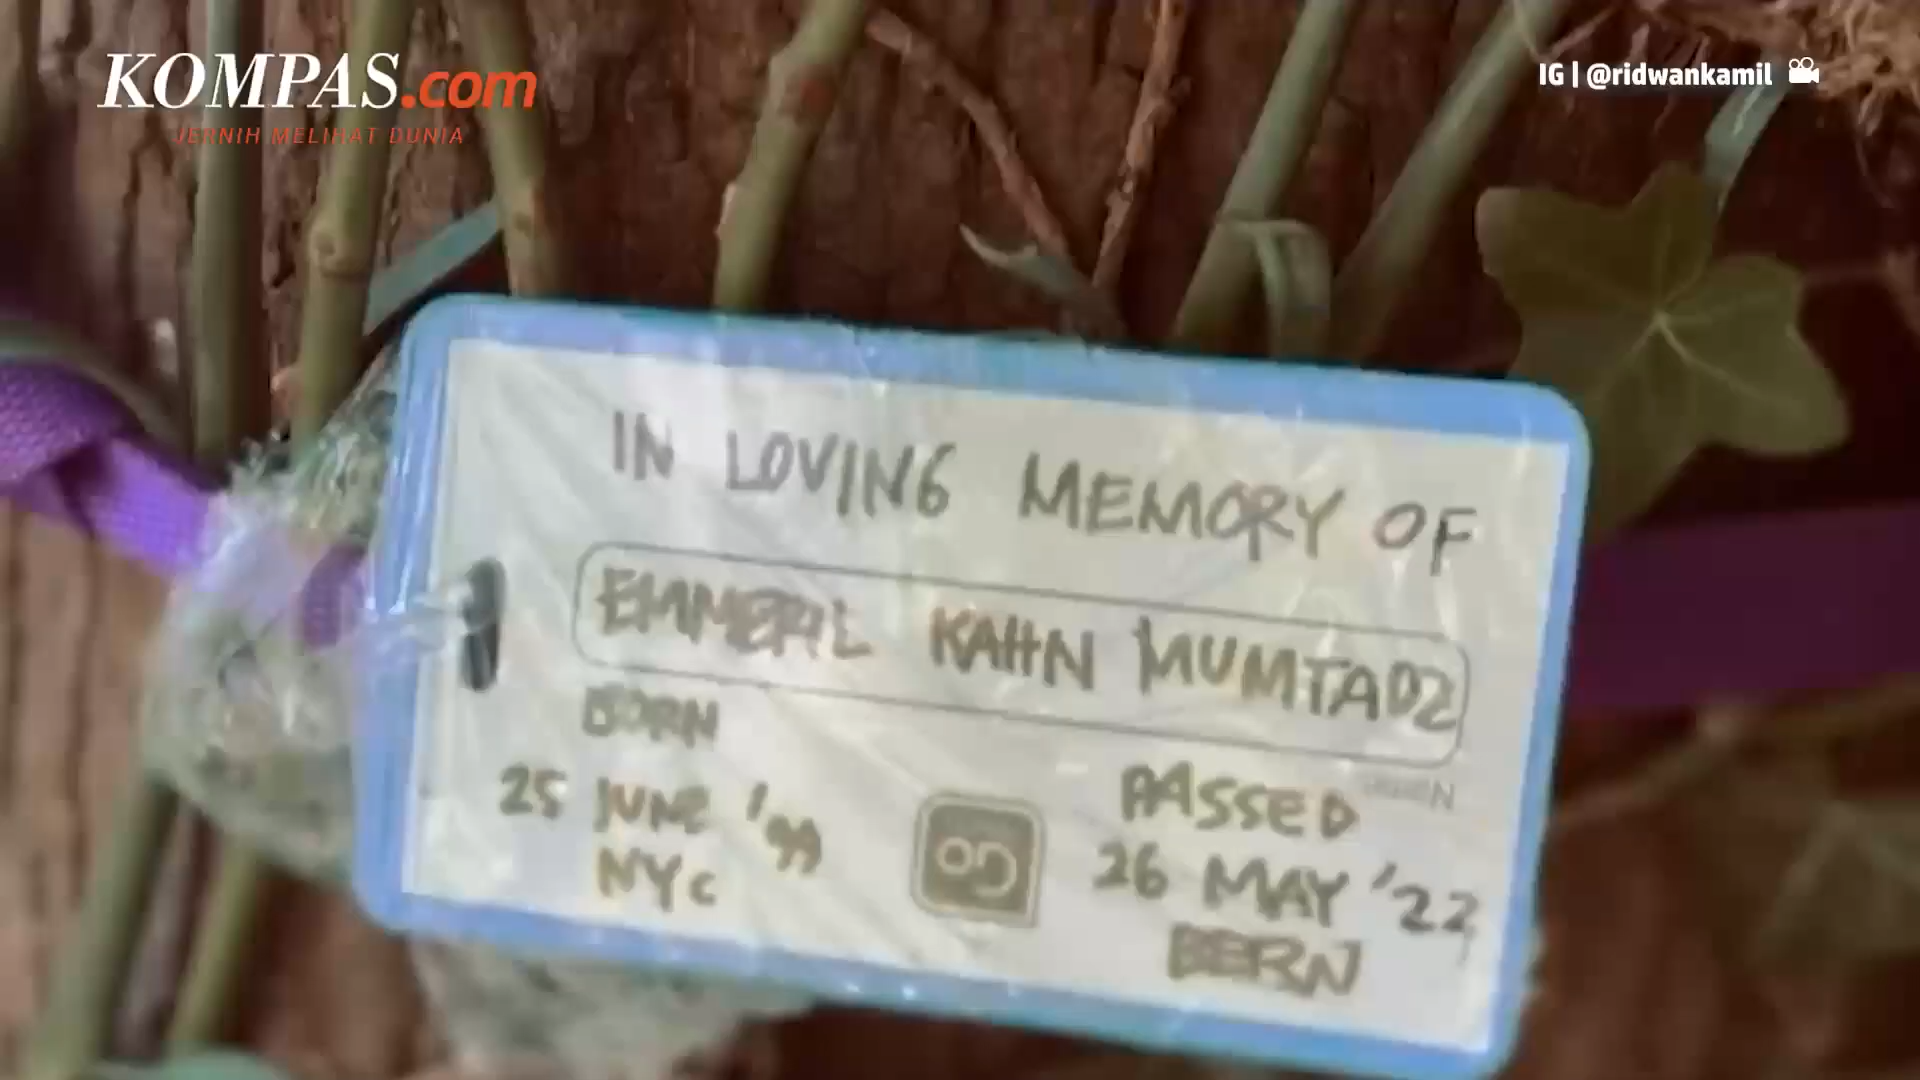 KOMPAS.com
JERNIH MELIHAT DUNIA
IG | @ridwankamil
IN LOVING MEMORY OF
EMMERIL KAHN MUMTADZ
BORN
25 JUNE '99
NYC
PASSED
26 MAY '22
BERN